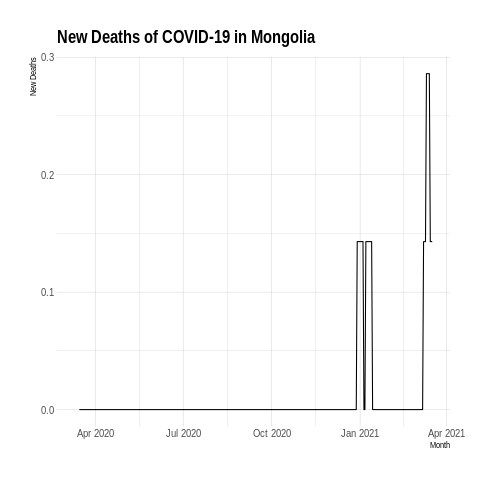 New Deaths of COVID-19 in Mongolia
New Deaths
0.3
0.2
0.1
0.0
Apr 2020 Jul 2020 Oct 2020 Jan 2021 Apr 2021
Month